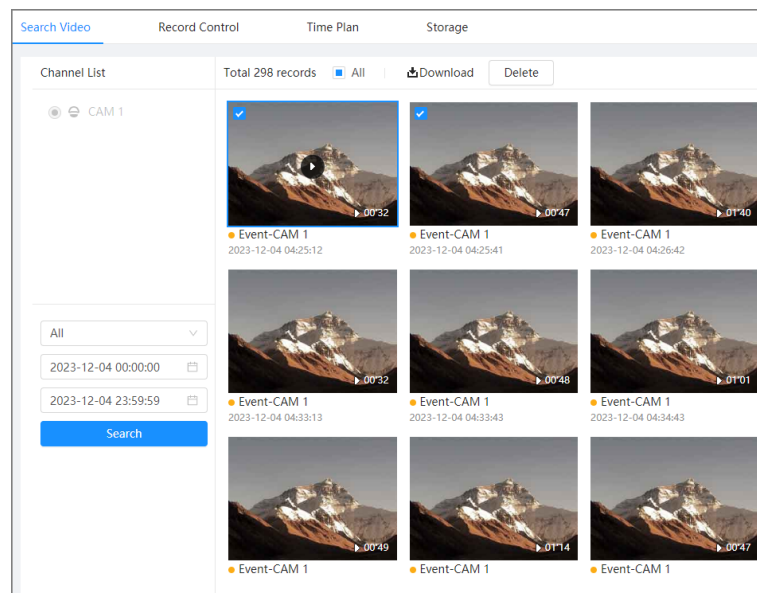 Search Video Record Control Time Plan Storage
Channel List
Total 298 records All Download Delete
CAM 1
00'32 00'47 01'40
Event-CAM 1 Event-CAM 1 Event-CAM 1
2023-12-04 04:25:12 2023-12-04 04:25:41 2023-12-04 04:26:42
All
2023-12-04 00:00:00
2023-12-04 23:59:59
Search
00'32 00'48 01'01
Event-CAM 1 Event-CAM 1 Event-CAM 1
2023-12-04 04:33:13 2023-12-04 04:33:43 2023-12-04 04:34:43
00'49 01'14 00'47
Event-CAM 1 Event-CAM 1 Event-CAM 1